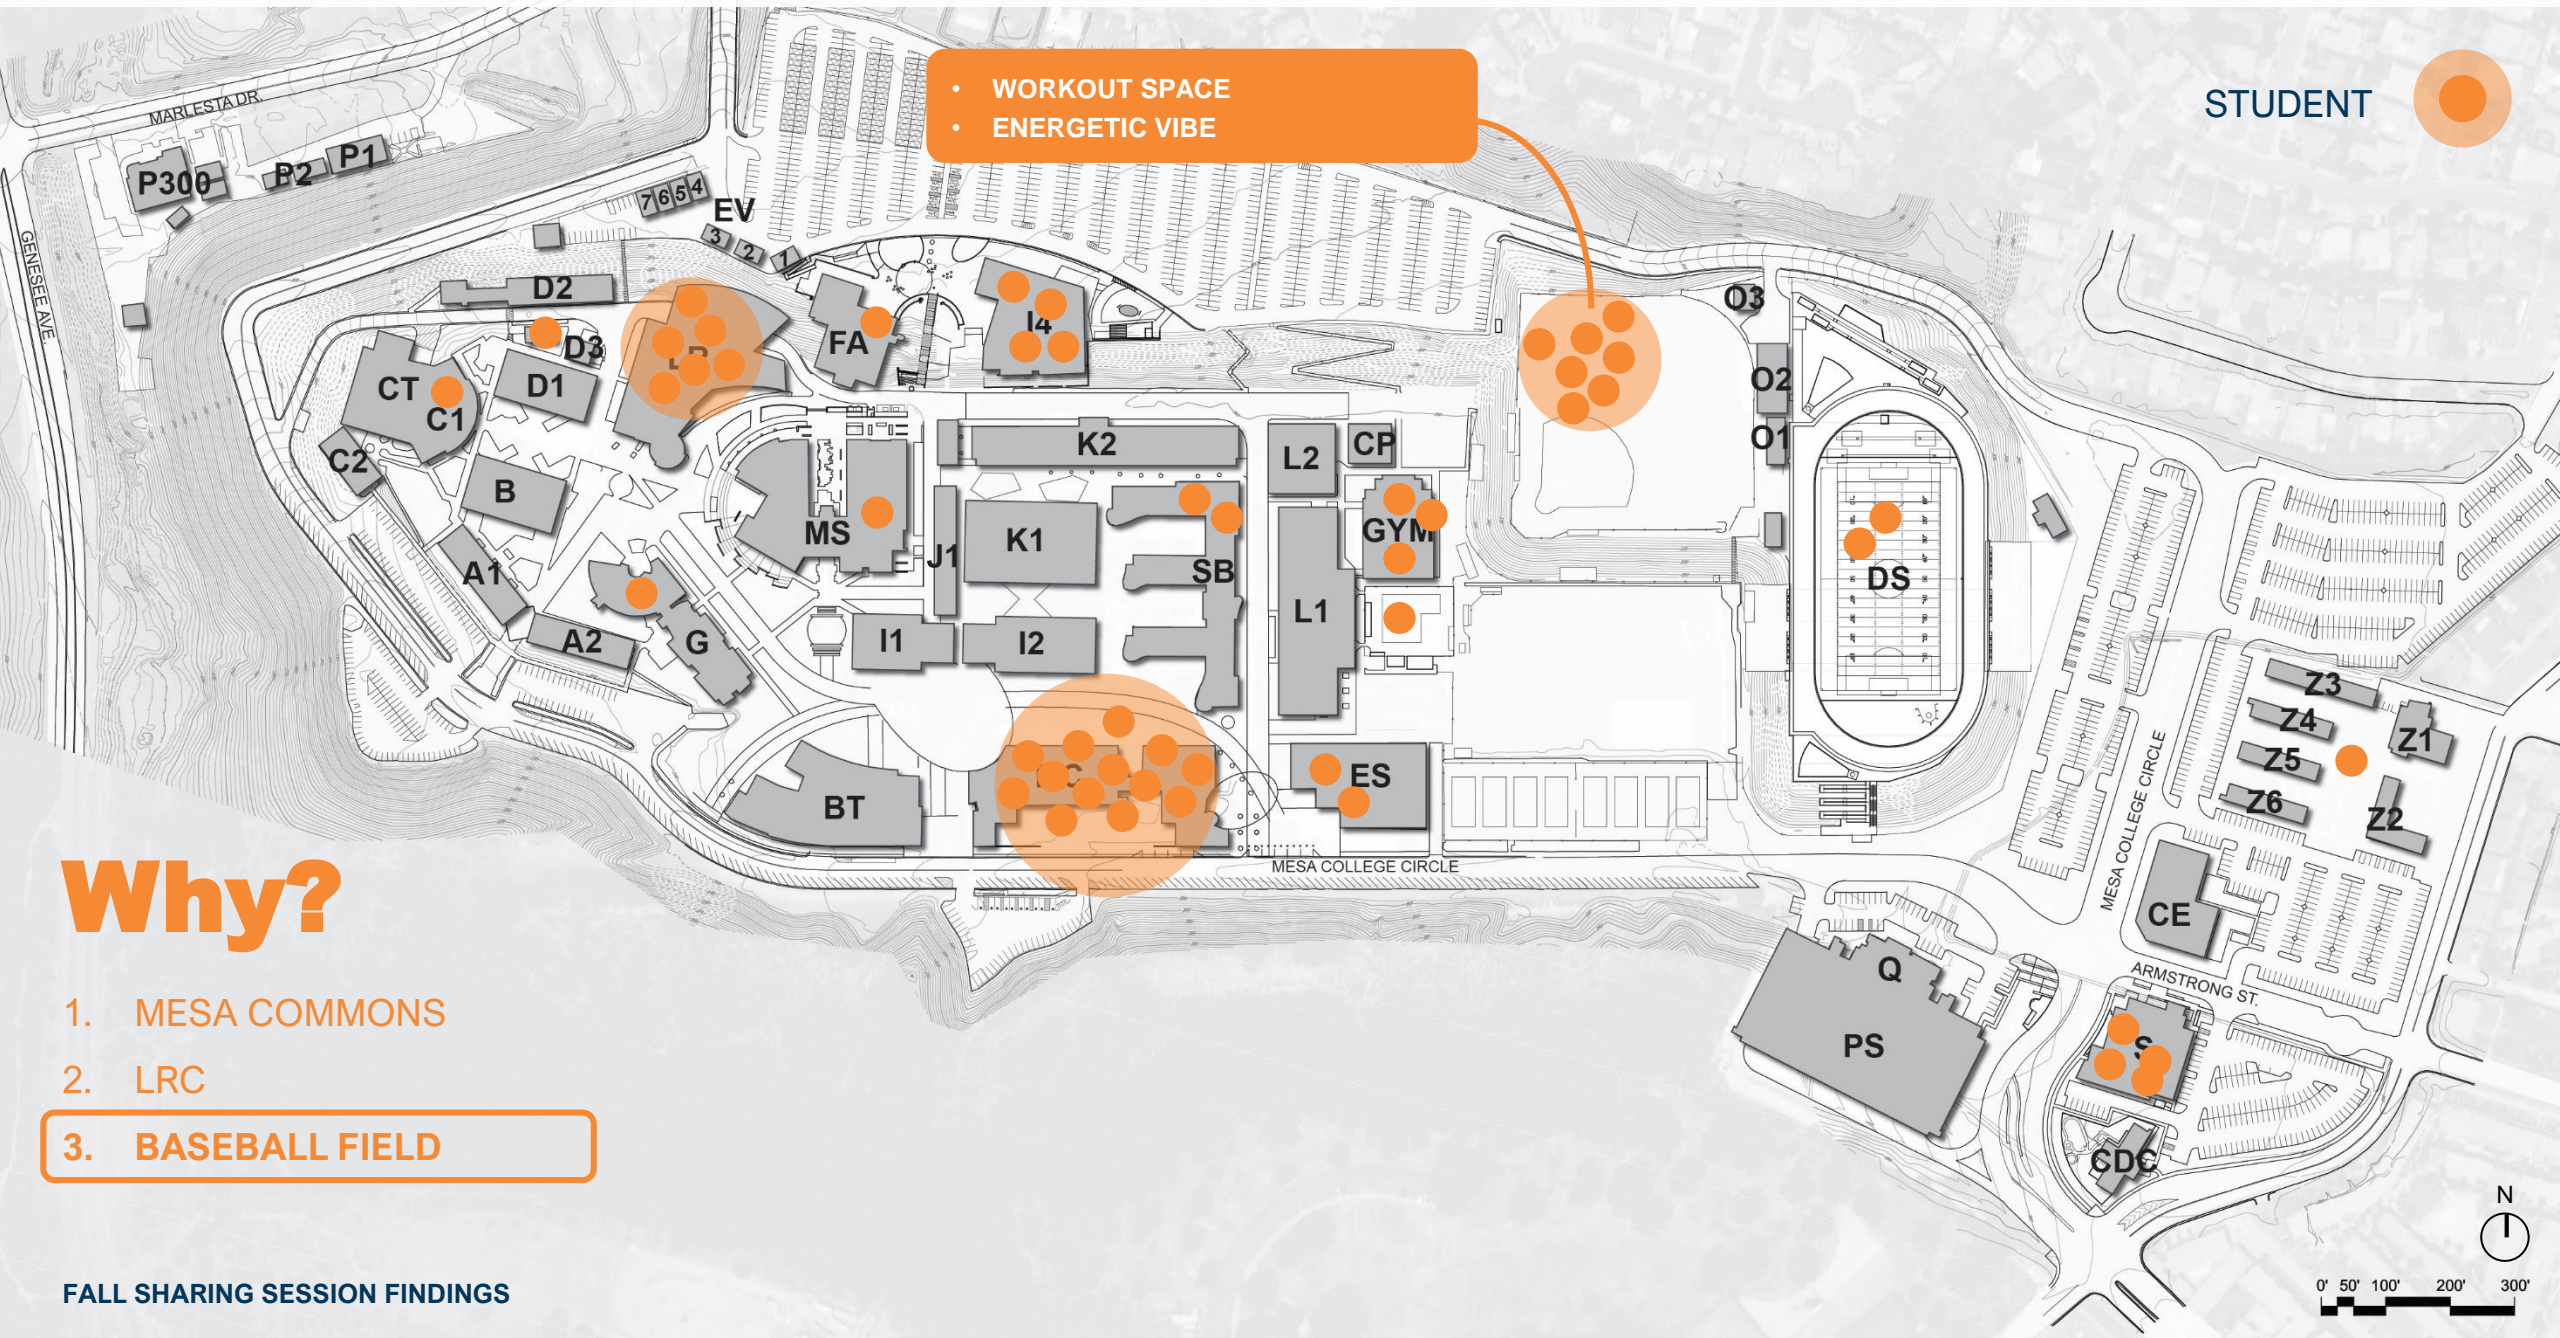 • WORKOUT SPACE
• ENERGETIC VIBE
STUDENT
MARLESTA DR.
P300
P2
P1
GENESEE AVE.
7 6 5 4
EV
3
2
1
D2
D3
D1
CT
C1
C2
B
A1
A2
G
FA
I4
MS
J1
K2
K1
I1
I2
SB
L2
CP
L1
GYM
O3
O2
O1
DS
BT
ES
MESA COLLEGE CIRCLE
MESA COLLEGE CIRCLE
Z3
Z4
Z5
Z6
Z1
Z2
CE
ARMSTRONG ST.
Q
PS
S
CDC
Why?
1. MESA COMMONS
2. LRC
3. BASEBALL FIELD
FALL SHARING SESSION FINDINGS
N
0' 50' 100' 200' 300'